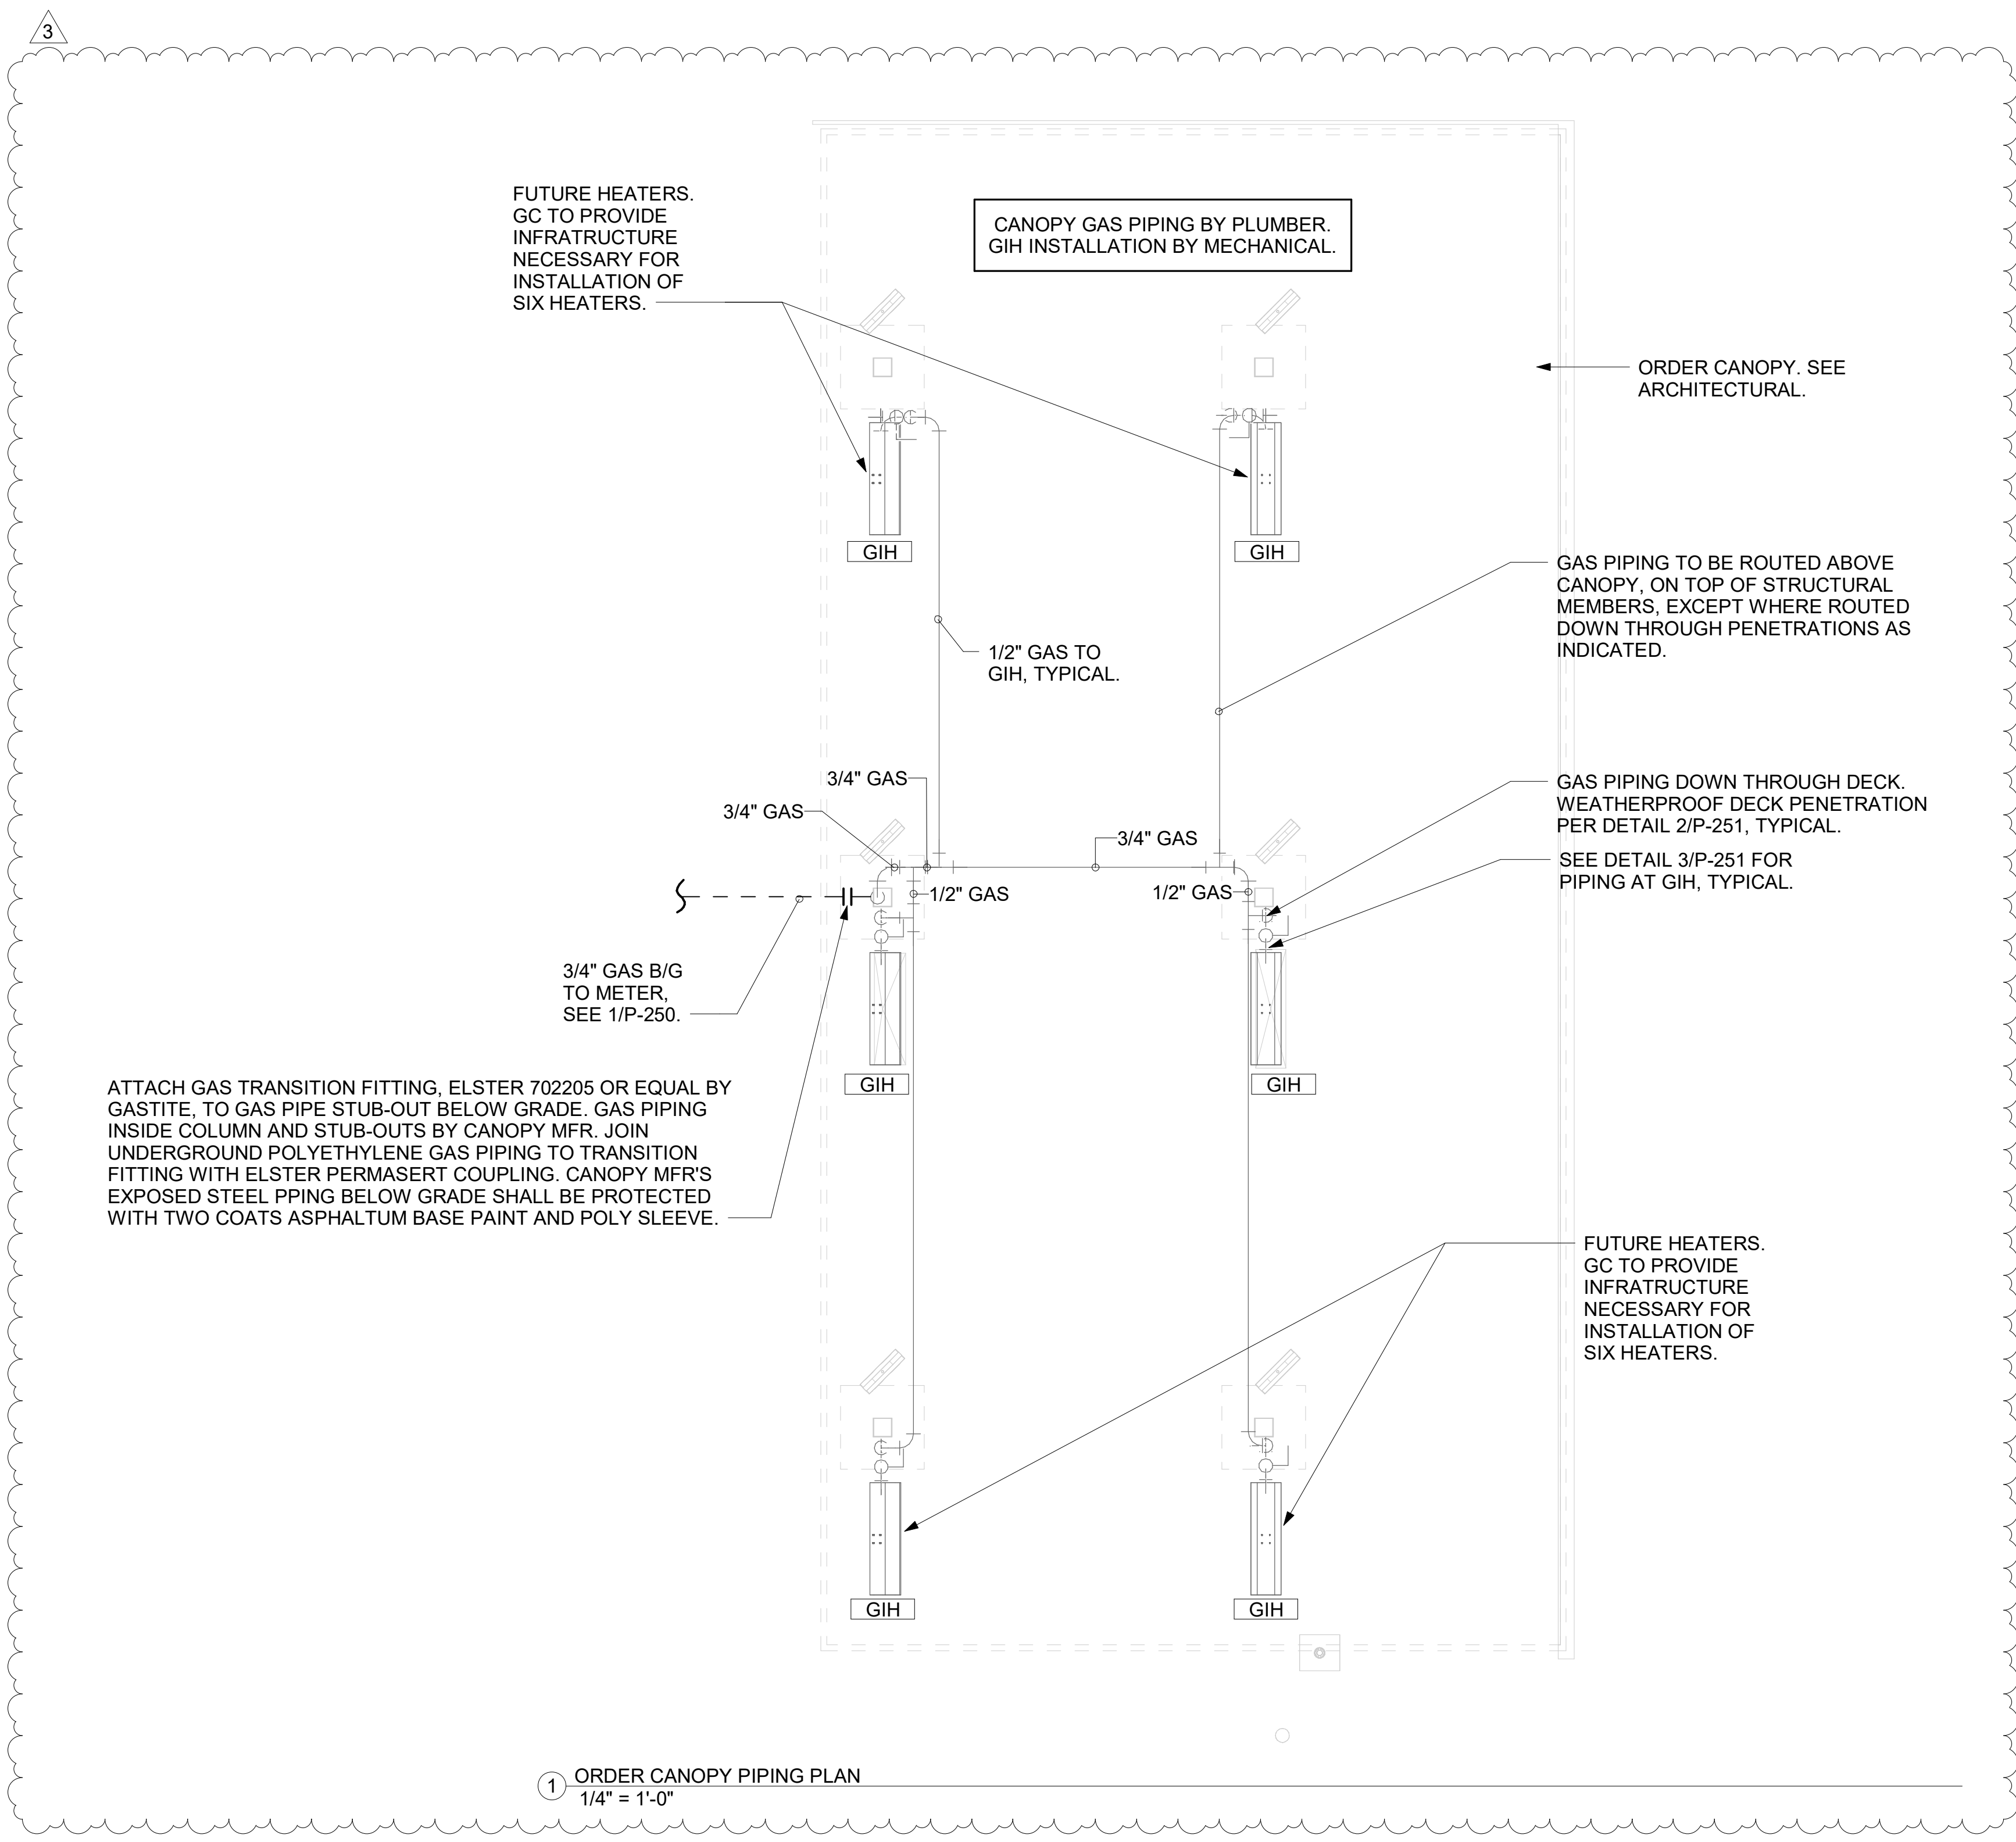 3
FUTURE HEATERS.
GC TO PROVIDE
INFRATRUCTURE
NECESSARY FOR
INSTALLATION OF
SIX HEATERS.
CANOPY GAS PIPING BY PLUMBER.
GIH INSTALLATION BY MECHANICAL.
ORDER CANOPY. SEE
ARCHITECTURAL.
GIH
GIH
GAS PIPING TO BE ROUTED ABOVE
CANOPY, ON TOP OF STRUCTURAL
MEMBERS, EXCEPT WHERE ROUTED
DOWN THROUGH PENETRATIONS AS
INDICATED.
1/2" GAS TO
GIH, TYPICAL.
3/4" GAS
3/4" GAS
3/4" GAS
GAS PIPING DOWN THROUGH DECK.
WEATHERPROOF DECK PENETRATION
PER DETAIL 2/P-251, TYPICAL.
SEE DETAIL 3/P-251 FOR
PIPING AT GIH, TYPICAL.
1/2" GAS
1/2" GAS
3/4" GAS B/G
TO METER,
SEE 1/P-250.
GIH
GIH
ATTACH GAS TRANSITION FITTING, ELSTER 702205 OR EQUAL BY
GASTITE, TO GAS PIPE STUB-OUT BELOW GRADE. GAS PIPING
INSIDE COLUMN AND STUB-OUTS BY CANOPY MFR. JOIN
UNDERGROUND POLYETHYLENE GAS PIPING TO TRANSITION
FITTING WITH ELSTER PERMASERT COUPLING. CANOPY MFR'S
EXPOSED STEEL PPING BELOW GRADE SHALL BE PROTECTED
WITH TWO COATS ASPHALTUM BASE PAINT AND POLY SLEEVE.
FUTURE HEATERS.
GC TO PROVIDE
INFRATRUCTURE
NECESSARY FOR
INSTALLATION OF
SIX HEATERS.
GIH
GIH
1
ORDER CANOPY PIPING PLAN
1/4" = 1'-0"